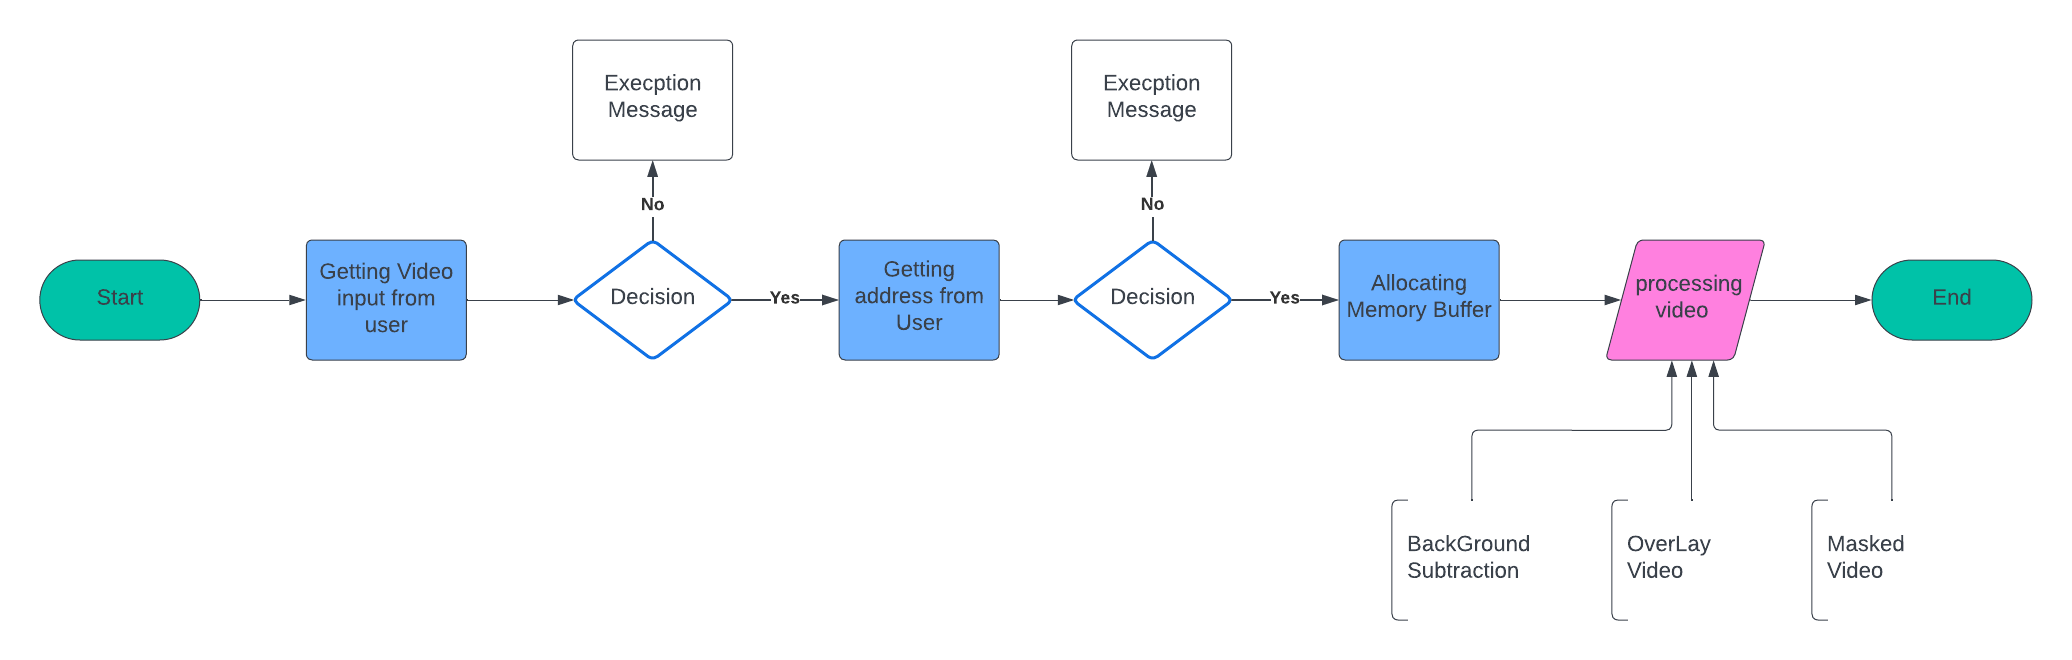 Execption
Message
Execption
Message
No
No
Start
Getting Video
input from
user
Decision
Yes
Getting
address from
User
Decision
Yes
Allocating
Memory Buffer
processing
video
End
BackGround
Subtraction
OverLay
Video
Masked
Video